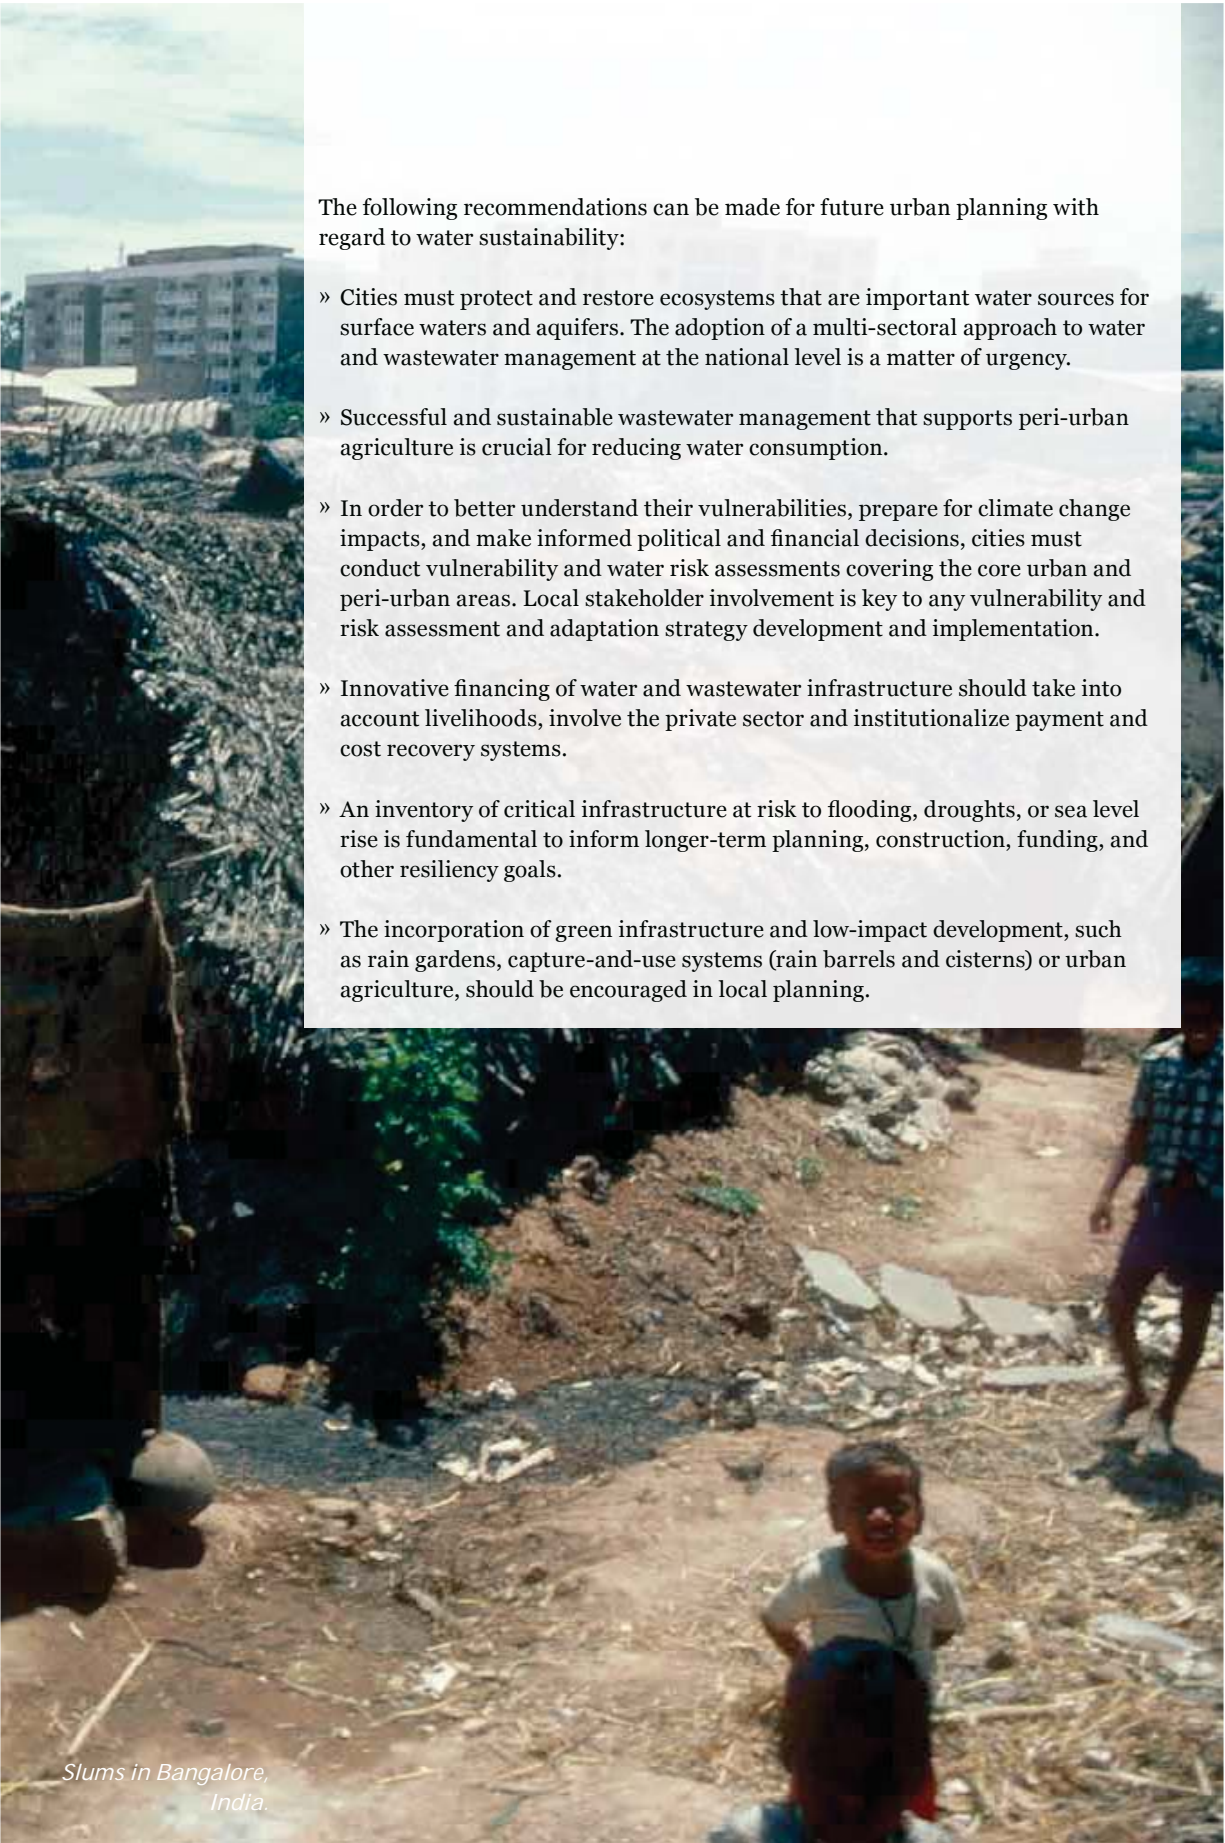 The following recommendations can be made for future urban planning with
regard to water sustainability:
» Cities must protect and restore ecosystems that are important water sources for
surface waters and aquifers. The adoption of a multi-sectoral approach to water
and wastewater management at the national level is a matter of urgency.
» Successful and sustainable wastewater management that supports peri-urban
agriculture is crucial for reducing water consumption.
» In order to better understand their vulnerabilities, prepare for climate change
impacts, and make informed political and financial decisions, cities must
conduct vulnerability and water risk assessments covering the core urban and
peri-urban areas. Local stakeholder involvement is key to any vulnerability and
risk assessment and adaptation strategy development and implementation.
» Innovative financing of water and wastewater infrastructure should take into
account livelihoods, involve the private sector and institutionalize payment and
cost recovery systems.
» An inventory of critical infrastructure at risk to flooding, droughts, or sea level
rise is fundamental to inform longer-term planning, construction, funding, and
other resiliency goals.
» The incorporation of green infrastructure and low-impact development, such
as rain gardens, capture-and-use systems (rain barrels and cisterns) or urban
agriculture, should be encouraged in local planning.
Slums in Bangalore,
India.